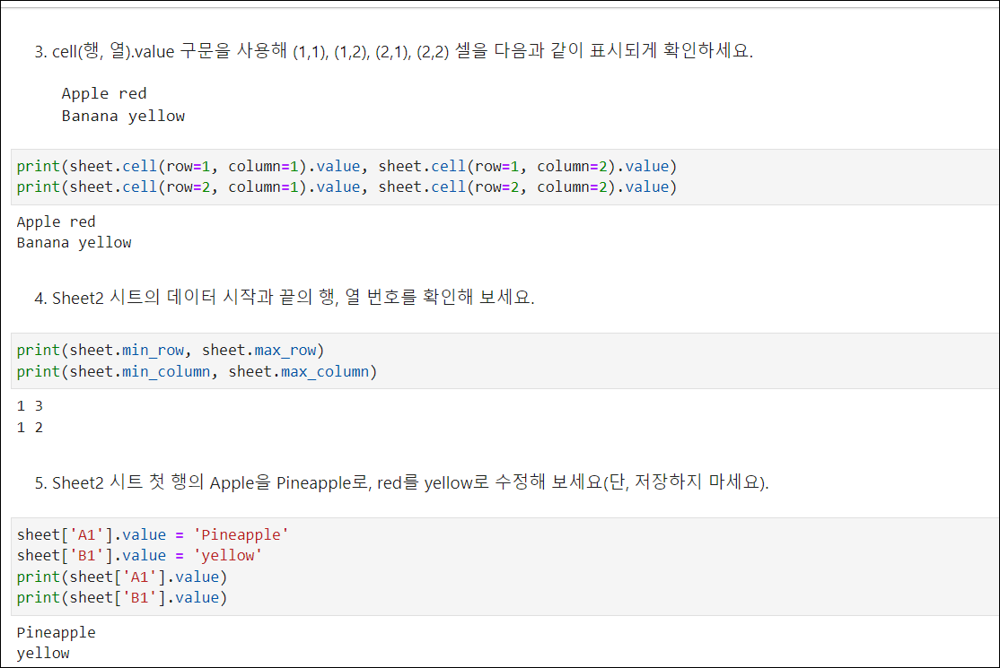 3. cell(행, 열).value 구문을 사용해 (1,1), (1,2), (2,1), (2,2) 셀을 다음과 같이 표시되게 확인하세요.
Apple red
Banana yellow
print(sheet.cell(row=1, column=1).value, sheet.cell(row=1, column=2).value)
print(sheet.cell(row=2, column=1).value, sheet.cell(row=2, column=2).value)
Apple red
Banana yellow
4. Sheet2 시트의 데이터 시작과 끝의 행, 열 번호를 확인해 보세요.
print(sheet.min_row, sheet.max_row)
print(sheet.min_column, sheet.max_column)
1 3
1 2
5. Sheet2 시트 첫 행의 Apple을 Pineapple로, red를 yellow로 수정해 보세요(단, 저장하지 마세요).
sheet['A1'].value = 'Pineapple'
sheet['B1'].value = 'yellow'
print(sheet['A1'].value)
print(sheet['B1'].value)
Pineapple
yellow